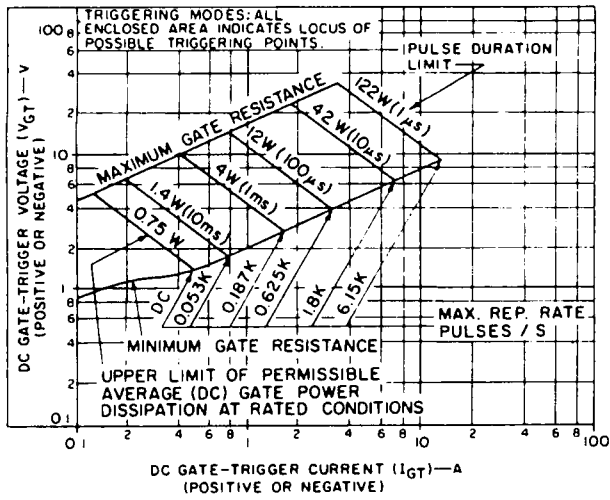 TRIGGERING MODES: ALL
ENCLOSED AREA INDICATES LOCUS OF
POSSIBLE TRIGGERING POINTS.
PULSE DURATION
LIMIT
MAXIMUM GATE RESISTANCE
122W (1μs)
42W (10μs)
12W (100μs)
4W (1ms)
1.4W (10ms)
0.75 W
DC
0.053K
0.187K
0.625K
1.8K
6.15K
MAX. REP. RATE
PULSES / S
MINIMUM GATE RESISTANCE
UPPER LIMIT OF PERMISSIBLE
AVERAGE (DC) GATE POWER
DISSIPATION AT RATED CONDITIONS
DC GATE-TRIGGER VOLTAGE (VGT)—V
(POSITIVE OR NEGATIVE)
100
8
6
4
2
10
8
6
4
2
1
8
6
4
2
0.1
0.1
2
4
6
8
1
2
4
6
8
10
2
4
6
8
100
DC GATE-TRIGGER CURRENT (IGT)—A
(POSITIVE OR NEGATIVE)